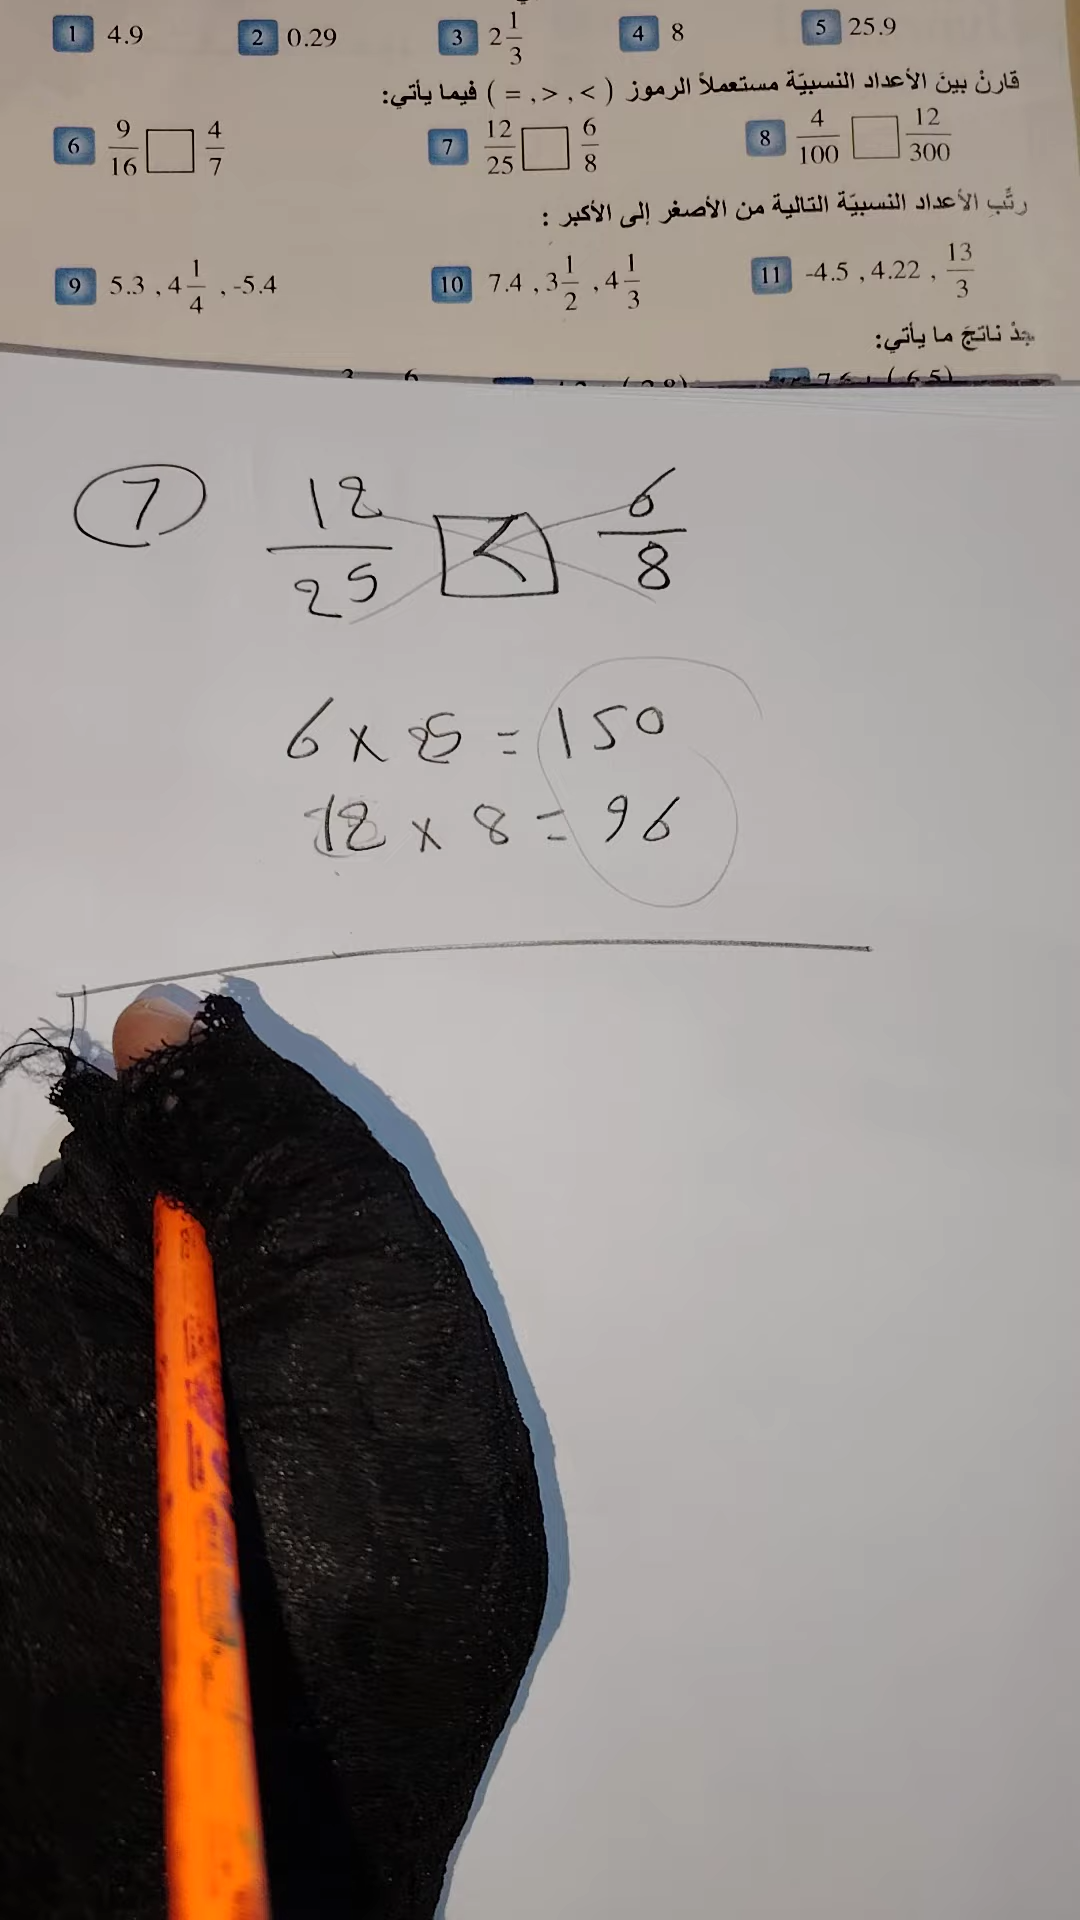 1 4.9 2 0.29 3 2 1/3 4 8 5 25.9
قارنْ بينَ الأعداد النسبيّة مستعملاً الرموز ( > , < , = ) فيما يأتي:
6 9/16 □ 4/7 7 12/25 □ 6/8 8 4/100 □ 12/300
رتِّبِ الأعداد النسبيّة التالية من الأصغر إلى الأكبر :
9 5.3 , 4 1/4 , -5.4 10 7.4 , 3 1/2 , 4 1/3 11 -4.5 , 4.22 , 13/3
جدْ ناتجَ ما يأتي:
7 12/25 < 6/8
6 x 25 = 150
12 x 8 = 96